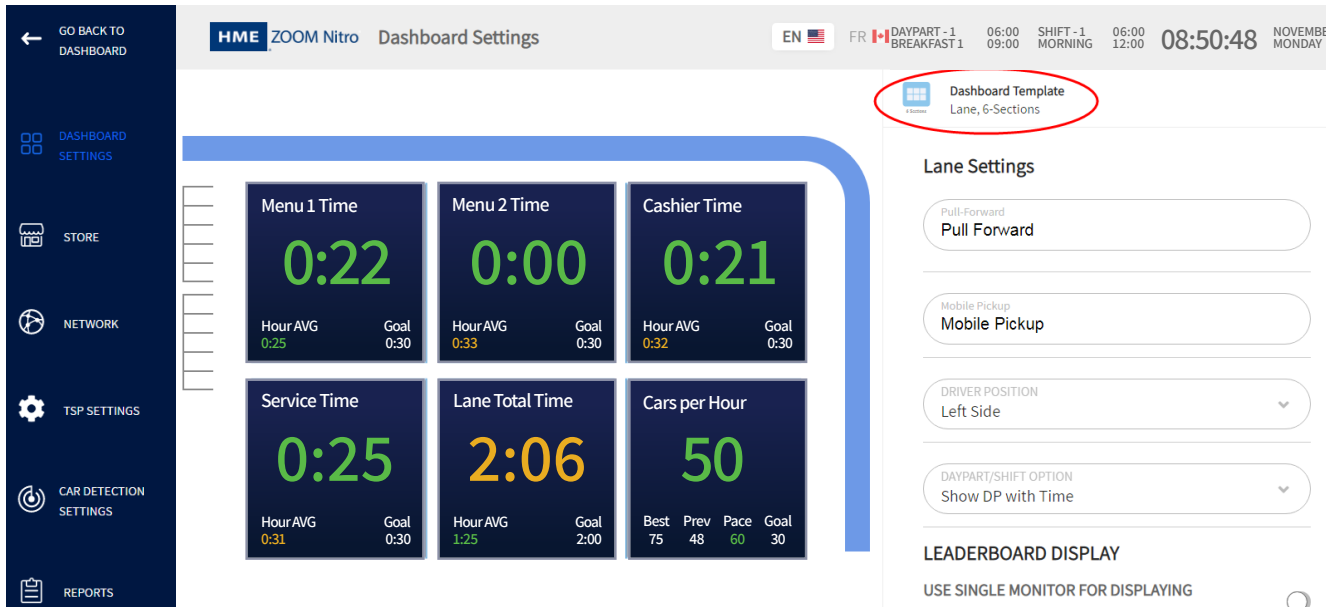 GO BACK TO
DASHBOARD
HME ZOOM Nitro Dashboard Settings
EN FR
DAYPART - 1 06:00 SHIFT - 1 06:00
BREAKFAST 1 09:00 MORNING 12:00
08:50:48
NOVEMBE
MONDAY
DASHBOARD
SETTINGS
STORE
NETWORK
TSP SETTINGS
CAR DETECTION
SETTINGS
REPORTS
Menu 1 Time
0:22
Hour AVG Goal
0:25 0:30
Menu 2 Time
0:00
Hour AVG Goal
0:33 0:30
Cashier Time
0:21
Hour AVG Goal
0:32 0:30
Service Time
0:25
Hour AVG Goal
0:31 0:30
Lane Total Time
2:06
Hour AVG Goal
1:25 2:00
Cars per Hour
50
Best Prev Pace Goal
75 48 60 30
6 Sections
Dashboard Template
Lane, 6-Sections
Lane Settings
Pull-Forward
Pull Forward
Mobile Pickup
Mobile Pickup
DRIVER POSITION
Left Side
DAYPART/SHIFT OPTION
Show DP with Time
LEADERBOARD DISPLAY
USE SINGLE MONITOR FOR DISPLAYING